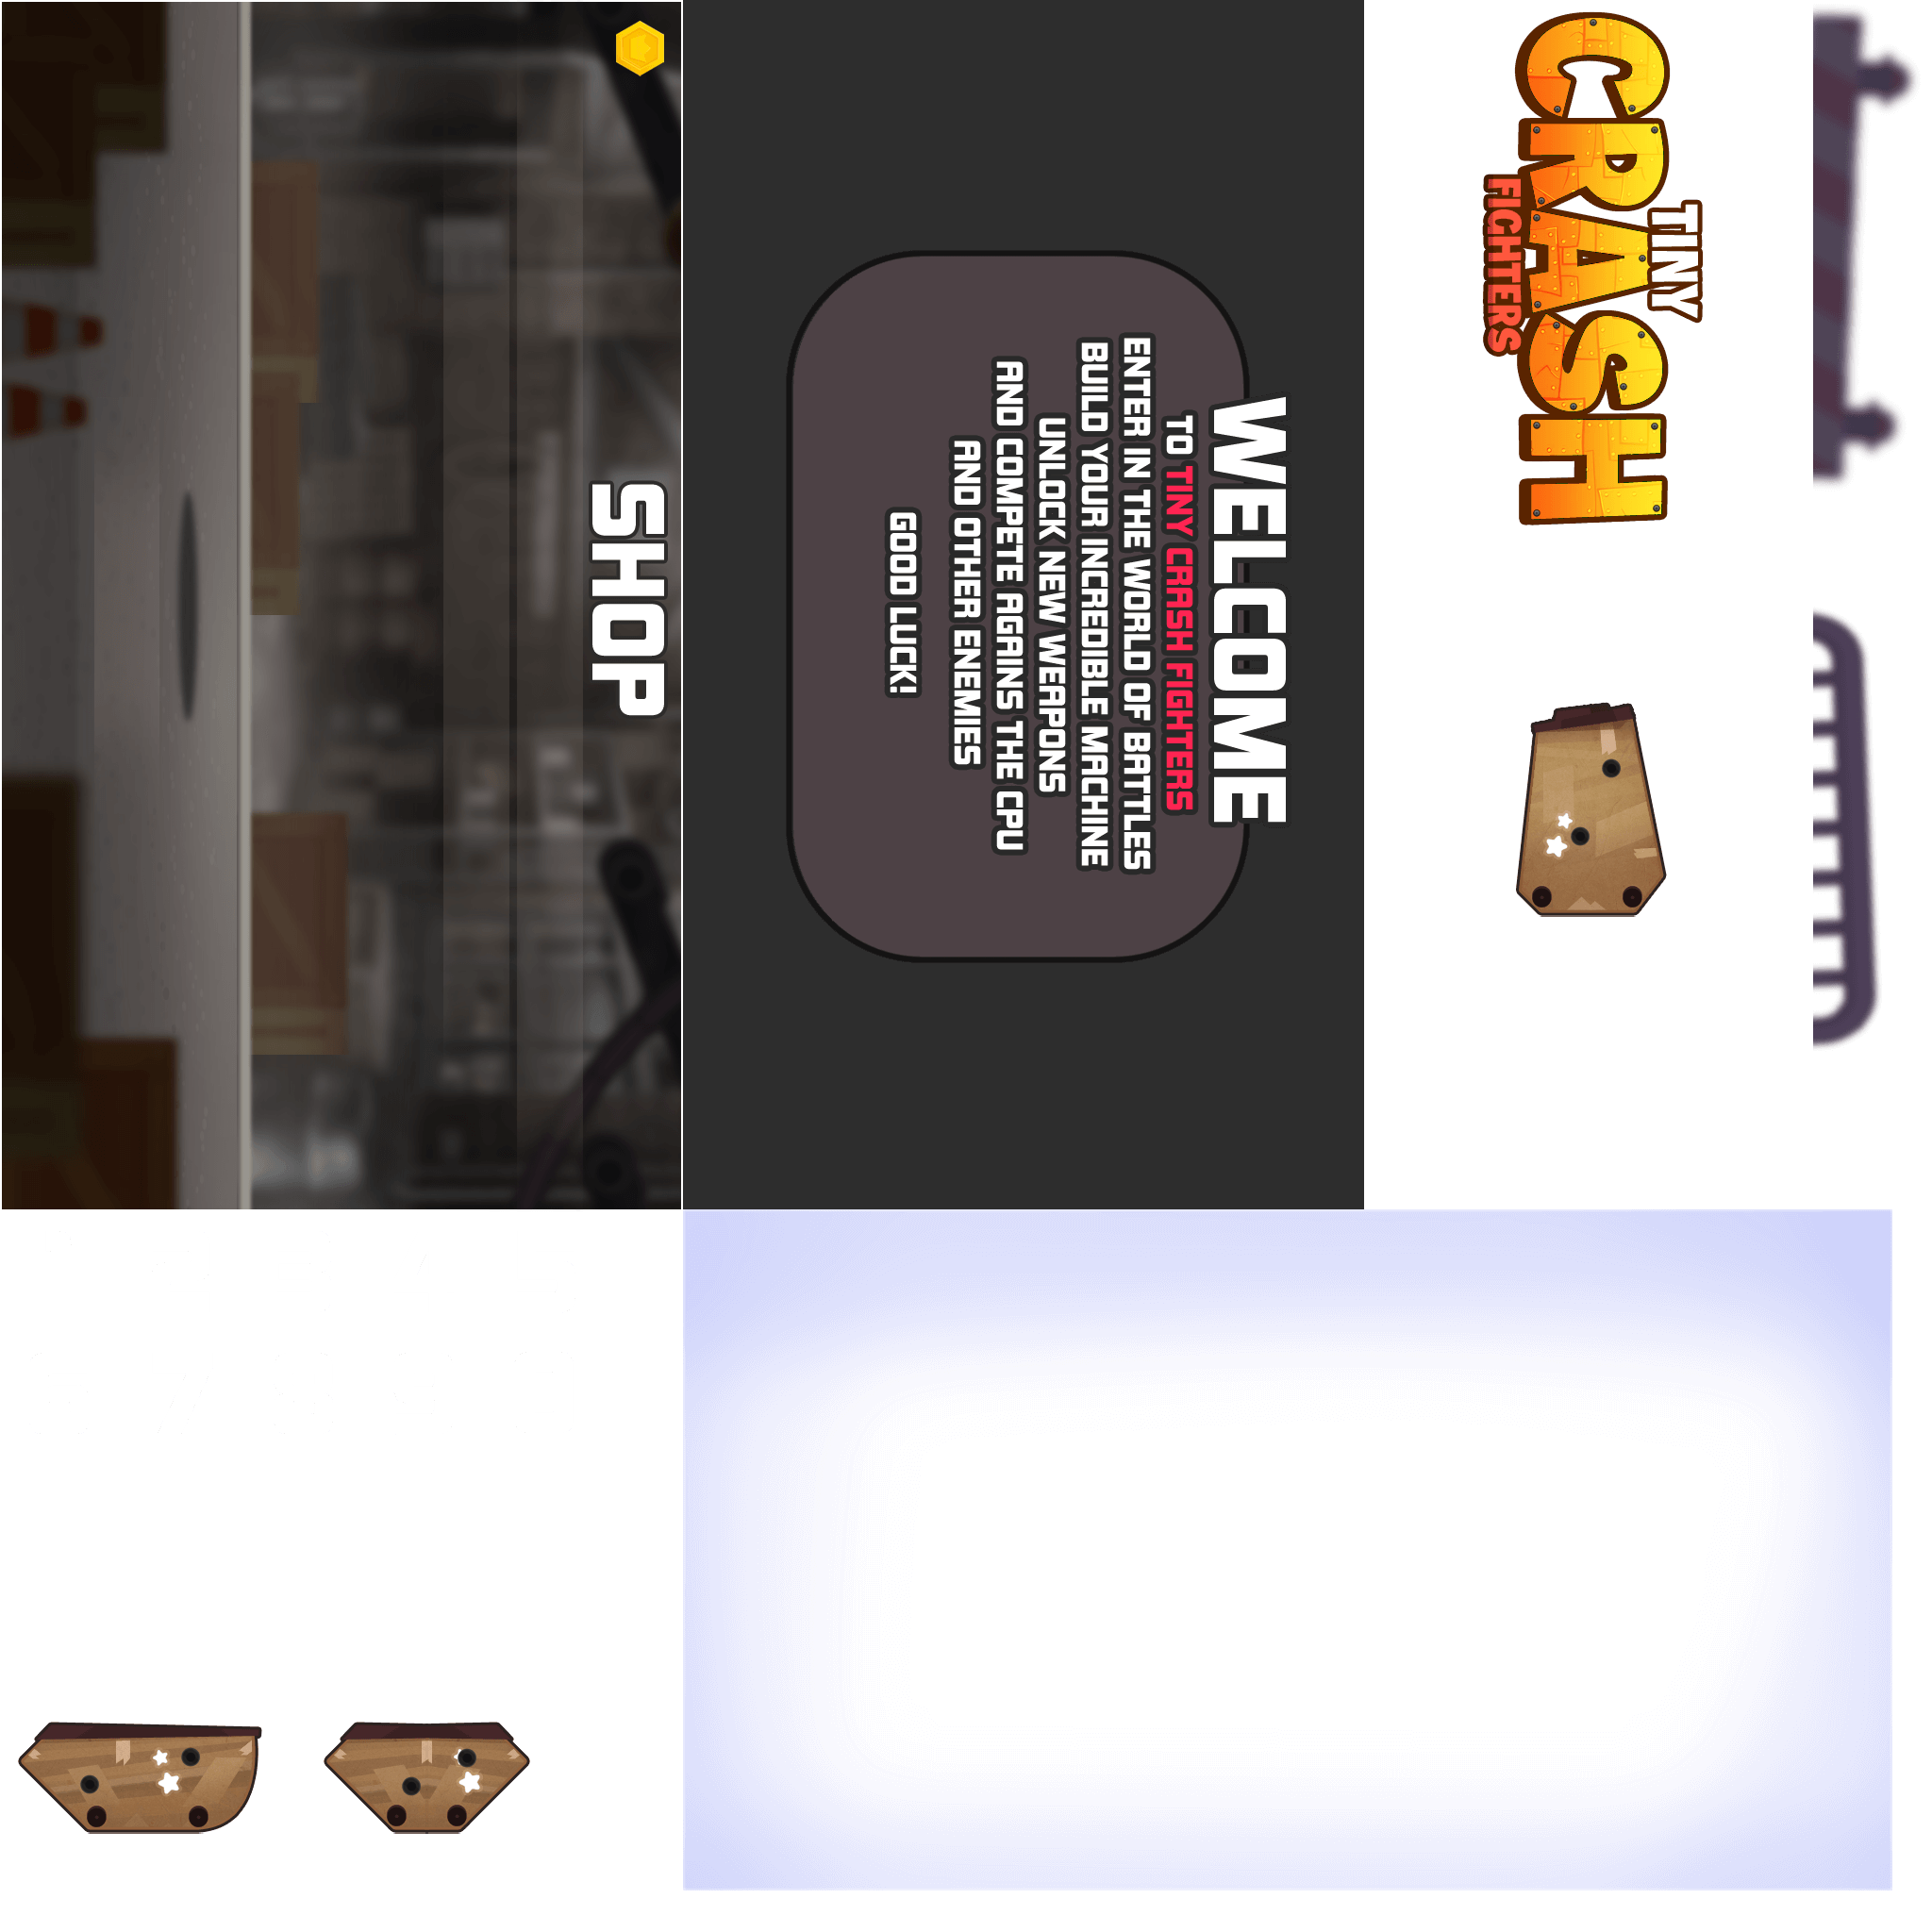 SHOP
WELCOME
TO TINY CRASH FIGHTERS
ENTER IN THE WORLD OF BATTLES
BUILD YOUR INCREDIBLE MACHINE
UNLOCK NEW WEAPONS
AND COMPETE AGAINS THE CPU
AND OTHER ENEMIES
GOOD LUCK!
TINY
CRASH
FIGHTERS